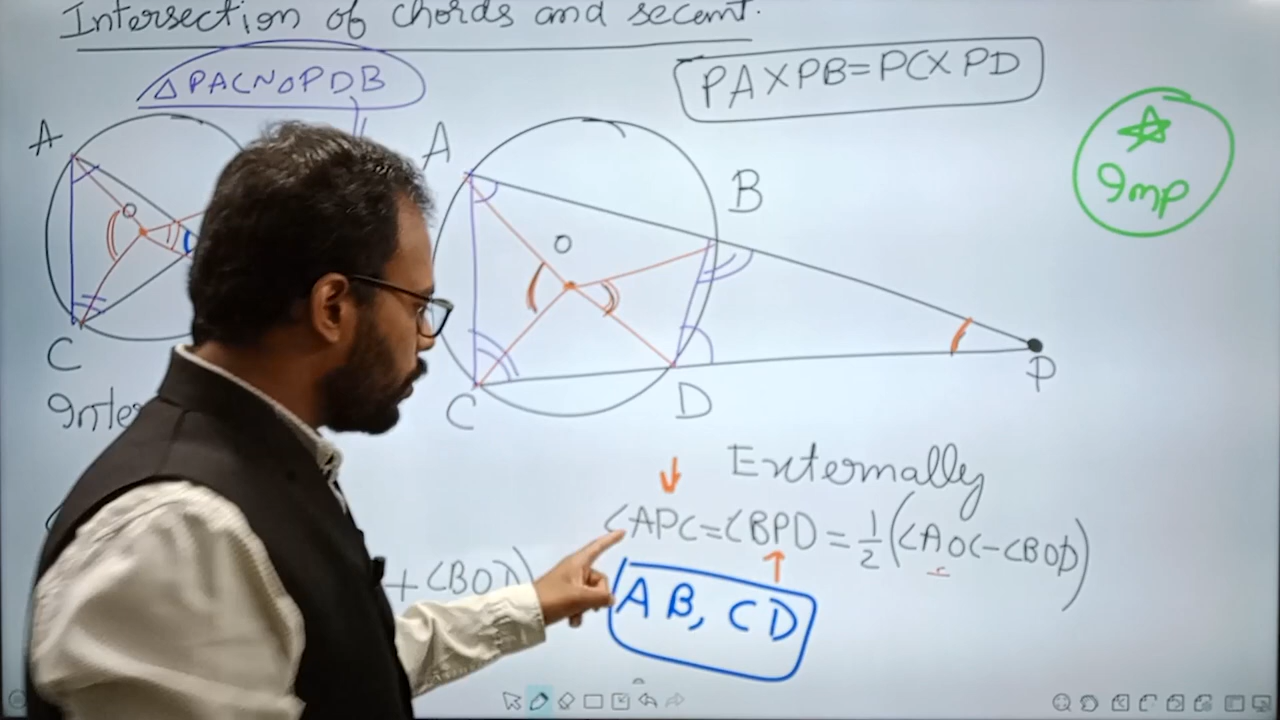 Intersection of chords and secant.
△PAC~△PDB
PA×PB=PC×PD
Imp
A
O
C
A
O
B
C
D
P
Externally
∠APC=∠BPD=1/2(∠AOC-∠BOD)
+∠BOD)
AB, CD